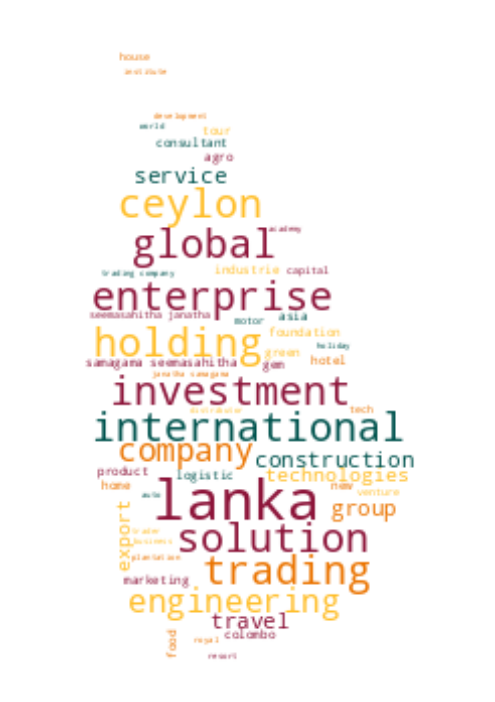 house
institute
development
world
tour
consultant
agro
service
ceylon
academy
global
trading company
industrie
capital
enterprise
seemasahitha janatha
motor
asia
holding
foundation
green
holiday
samagama seemasahitha
gem
hotel
janatha samagama
investment
distributor
tech
international
company
construction
product
logistic
technologies
home
new
auto
venture
lanka
group
export
trader
solution
business
plantation
trading
marketing
engineering
travel
colombo
food
royal
resort